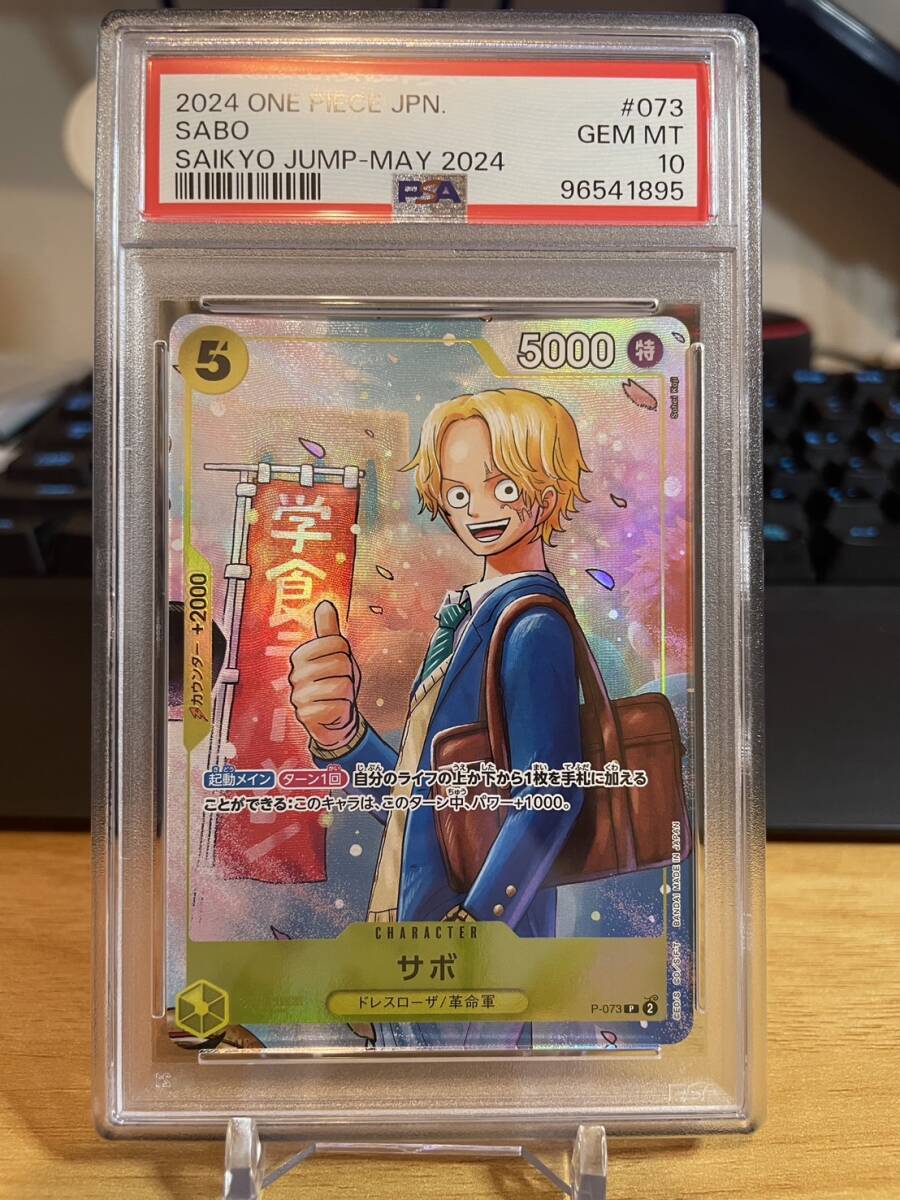 2024 ONE PIECE JPN.
#073
SABO
GEM MT
SAIKYO JUMP-MAY 2024
10
PSA
96541895
5
5000
特
Suhei Koji
学食
カウンター +2000
起動メイン ターン1回 自分のライフの上か下から1枚を手札に加える
ことができる：このキャラは、このターン中、パワー+1000。
BANDAI MADE IN JAPAN
CHARACTER
サボ
ドレスローザ/革命軍
P-073 P 2